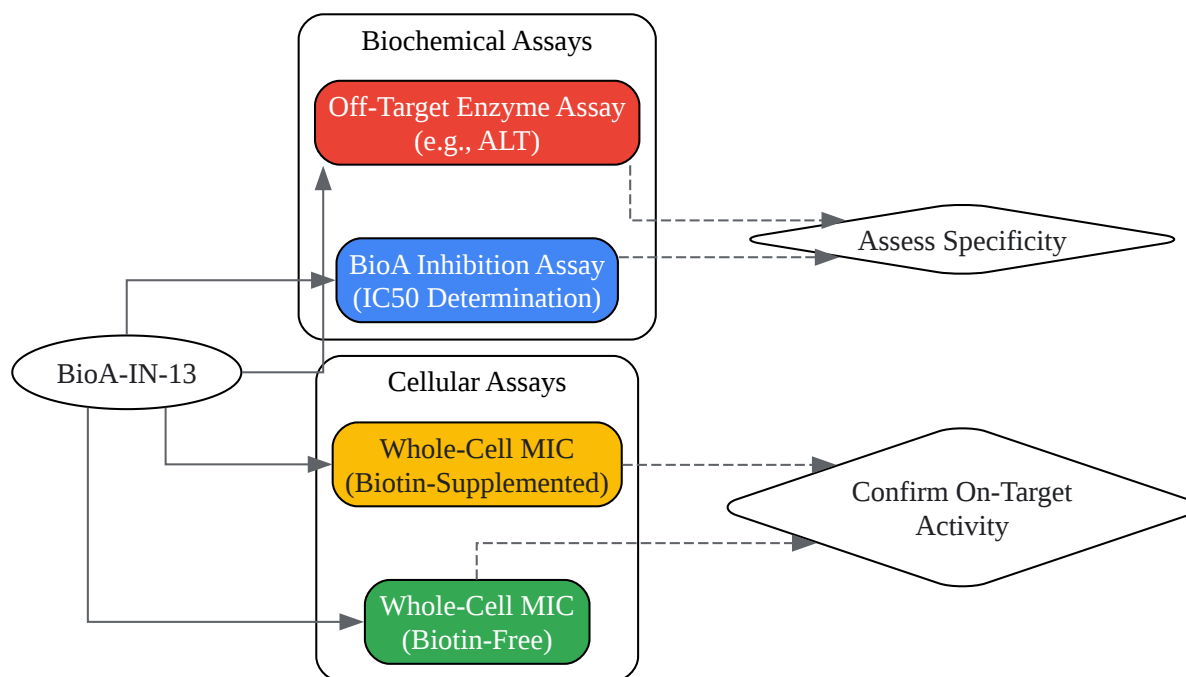 Biochemical Assays
Off-Target Enzyme Assay
(e.g., ALT)
BioA Inhibition Assay
(IC50 Determination)
Assess Specificity
BioA-IN-13
Cellular Assays
Whole-Cell MIC
(Biotin-Supplemented)
Whole-Cell MIC
(Biotin-Free)
Confirm On-Target
Activity